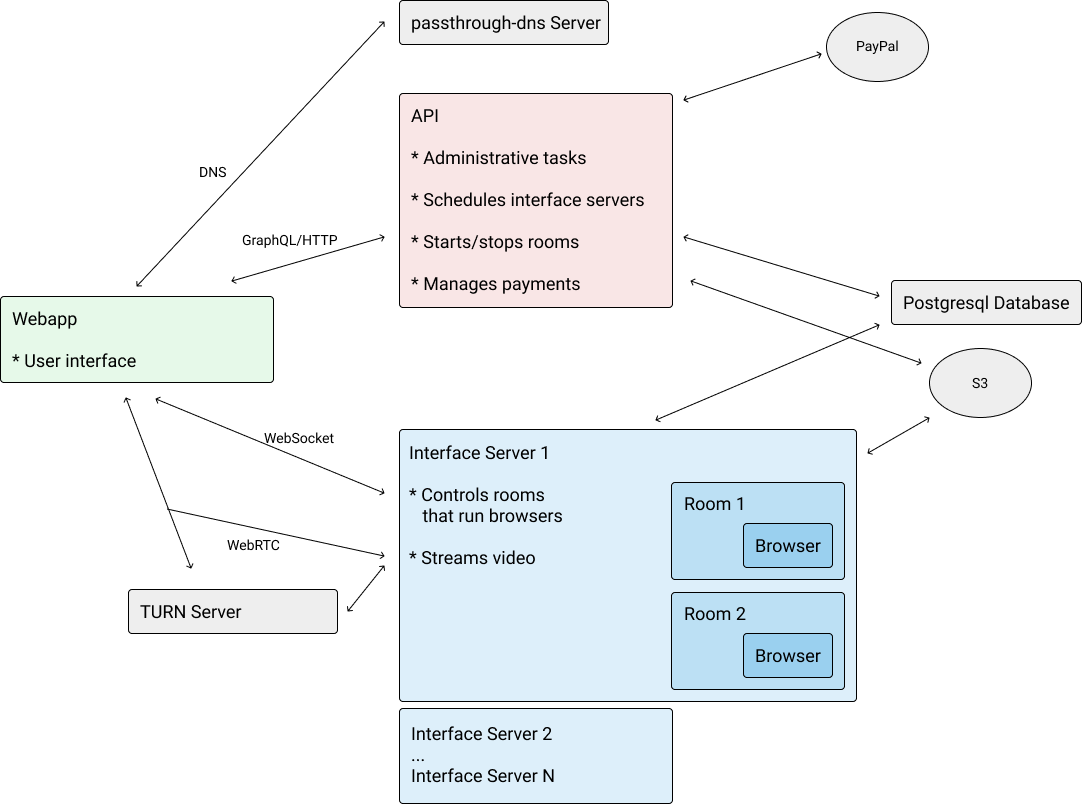 passthrough-dns Server
PayPal
API
* Administrative tasks
* Schedules interface servers
* Starts/stops rooms
* Manages payments
DNS
GraphQL/HTTP
Webapp
* User interface
Postgresql Database
S3
WebSocket
WebRTC
TURN Server
Interface Server 1
* Controls rooms
that run browsers
* Streams video
Room 1
Browser
Room 2
Browser
Interface Server 2
...
Interface Server N